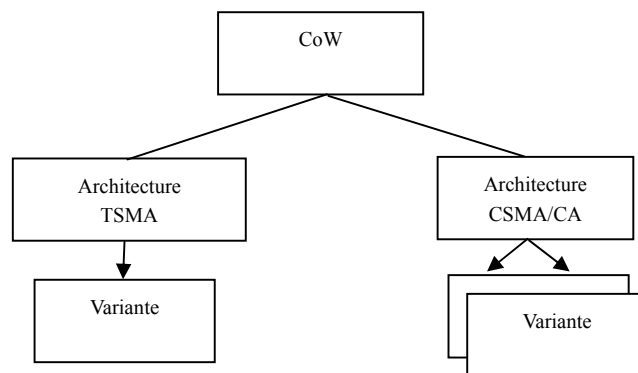 CoW
Architecture
TSMA
Architecture
CSMA/CA
Variante
Variante